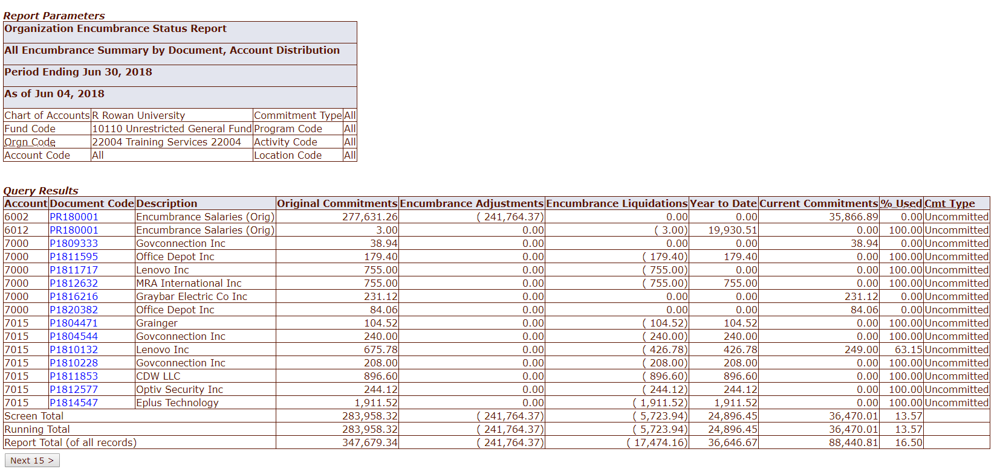 Report Parameters
Organization Encumbrance Status Report
All Encumbrance Summary by Document, Account Distribution
Period Ending Jun 30, 2018
As of Jun 04, 2018
Chart of Accounts R Rowan University Commitment Type All
Fund Code 10110 Unrestricted General Fund Program Code All
Orgn Code 22004 Training Services 22004 Activity Code All
Account Code All Location Code All
Query Results
Account Document Code Description Original Commitments Encumbrance Adjustments Encumbrance Liquidations Year to Date Current Commitments % Used Cmt Type
6002 PR180001 Encumbrance Salaries (Orig) 277,631.26 ( 241,764.37) 0.00 0.00 35,866.89 0.00 Uncommitted
6012 PR180001 Encumbrance Salaries (Orig) 3.00 0.00 ( 3.00) 19,930.51 0.00 100.00 Uncommitted
7000 P1809333 Govconnection Inc 38.94 0.00 0.00 0.00 38.94 0.00 Uncommitted
7000 P1811595 Office Depot Inc 179.40 0.00 ( 179.40) 179.40 0.00 100.00 Uncommitted
7000 P1811717 Lenovo Inc 755.00 0.00 ( 755.00) 0.00 0.00 100.00 Uncommitted
7000 P1812632 MRA International Inc 755.00 0.00 ( 755.00) 755.00 0.00 100.00 Uncommitted
7000 P1816216 Graybar Electric Co Inc 231.12 0.00 0.00 0.00 231.12 0.00 Uncommitted
7000 P1820382 Office Depot Inc 84.06 0.00 0.00 0.00 84.06 0.00 Uncommitted
7015 P1804471 Grainger 104.52 0.00 ( 104.52) 104.52 0.00 100.00 Uncommitted
7015 P1804544 Govconnection Inc 240.00 0.00 ( 240.00) 240.00 0.00 100.00 Uncommitted
7015 P1810132 Lenovo Inc 675.78 0.00 ( 426.78) 426.78 249.00 63.15 Uncommitted
7015 P1810228 Govconnection Inc 208.00 0.00 ( 208.00) 208.00 0.00 100.00 Uncommitted
7015 P1811853 CDW LLC 896.60 0.00 ( 896.60) 896.60 0.00 100.00 Uncommitted
7015 P1812577 Optiv Security Inc 244.12 0.00 ( 244.12) 244.12 0.00 100.00 Uncommitted
7015 P1814547 Eplus Technology 1,911.52 0.00 ( 1,911.52) 1,911.52 0.00 100.00 Uncommitted
Screen Total 283,958.32 ( 241,764.37) ( 5,723.94) 24,896.45 36,470.01 13.57
Running Total 283,958.32 ( 241,764.37) ( 5,723.94) 24,896.45 36,470.01 13.57
Report Total (of all records) 347,679.34 ( 241,764.37) ( 17,474.16) 36,646.67 88,440.81 16.50
Next 15 >